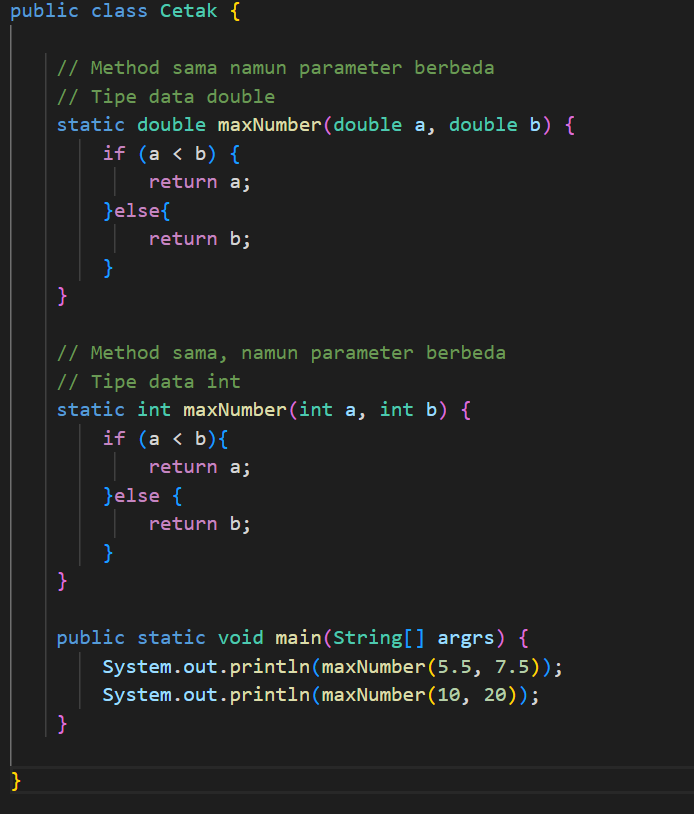 public class Cetak {
// Method sama namun parameter berbeda
// Tipe data double
static double maxNumber(double a, double b) {
if (a < b) {
return a;
}else{
return b;
}
}
// Method sama, namun parameter berbeda
// Tipe data int
static int maxNumber(int a, int b) {
if (a < b){
return a;
}else {
return b;
}
}
public static void main(String[] argrs) {
System.out.println(maxNumber(5.5, 7.5));
System.out.println(maxNumber(10, 20));
}
}